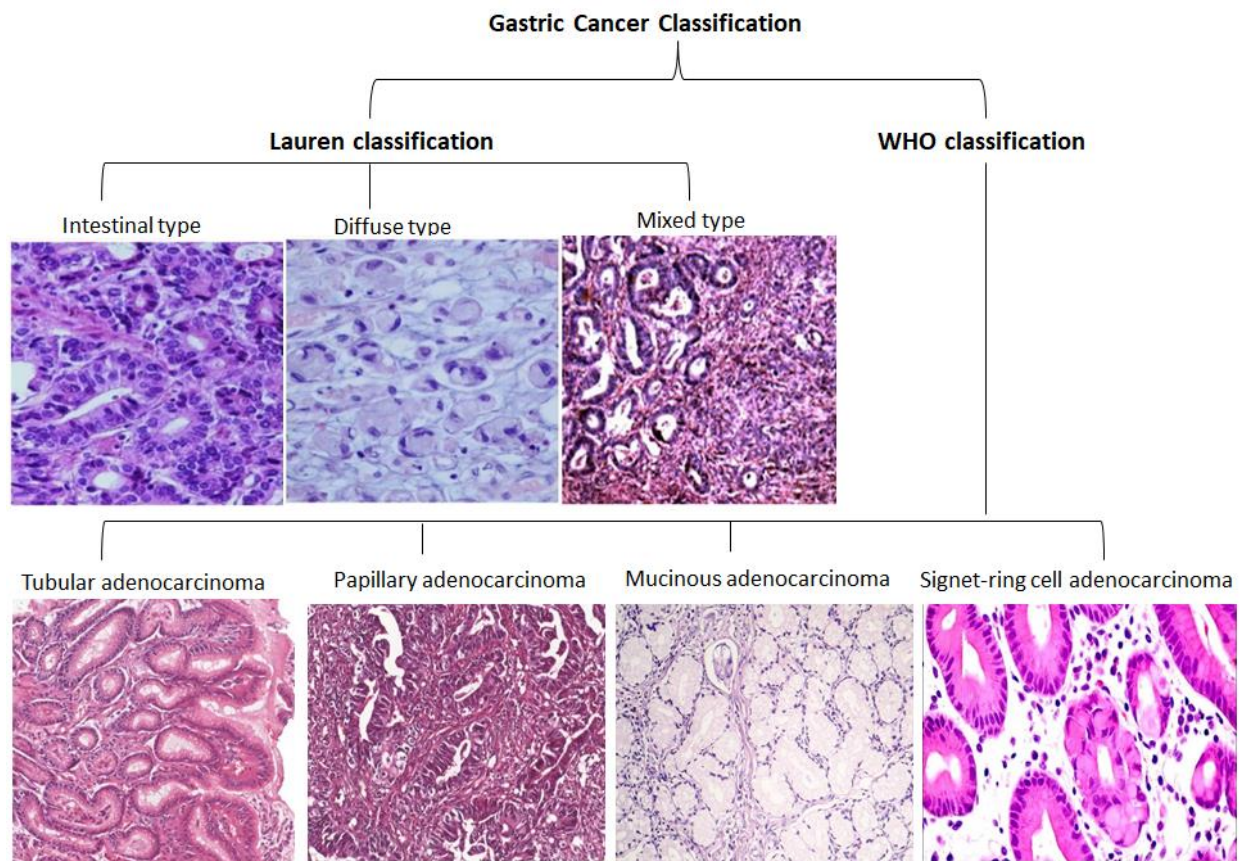 Gastric Cancer Classification
Lauren classification
WHO classification
Intestinal type
Diffuse type
Mixed type
Tubular adenocarcinoma
Papillary adenocarcinoma
Mucinous adenocarcinoma
Signet-ring cell adenocarcinoma